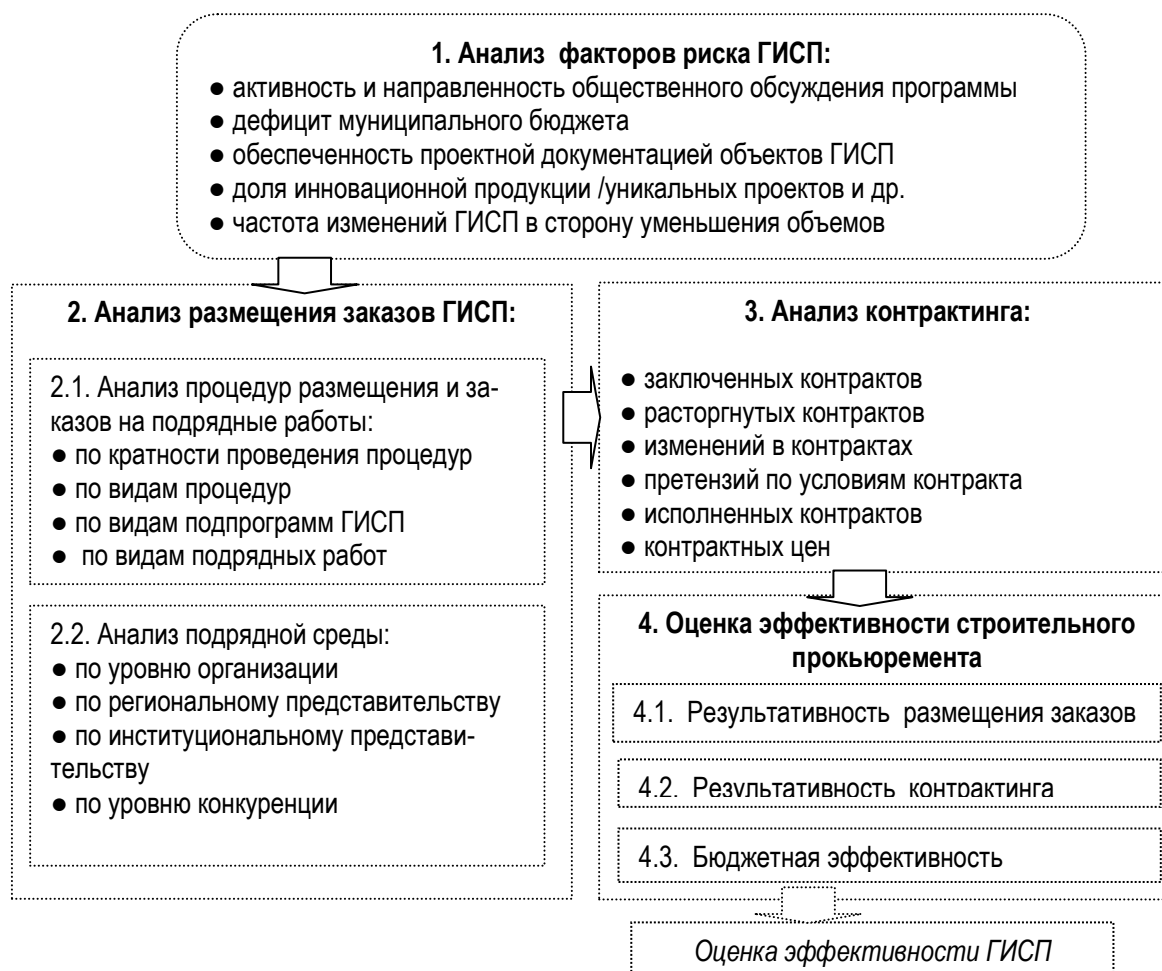 1. Анализ факторов риска ГИСП:
● активность и направленность общественного обсуждения программы
● дефицит муниципального бюджета
● обеспеченность проектной документацией объектов ГИСП
● доля инновационной продукции /уникальных проектов и др.
● частота изменений ГИСП в сторону уменьшения объемов
2. Анализ размещения заказов ГИСП:
2.1. Анализ процедур размещения и за-
казов на подрядные работы:
● по кратности проведения процедур
● по видам процедур
● по видам подпрограмм ГИСП
● по видам подрядных работ
2.2. Анализ подрядной среды:
● по уровню организации
● по региональному представительству
● по институциональному представи-
тельству
● по уровню конкуренции
3. Анализ контрактинга:
● заключенных контрактов
● расторгнутых контрактов
● изменений в контрактах
● претензий по условиям контракта
● исполненных контрактов
● контрактных цен
4. Оценка эффективности строительного
прокьюремента
4.1. Результативность размещения заказов
4.2. Результативность контрактинга
4.3. Бюджетная эффективность
Оценка эффективности ГИСП